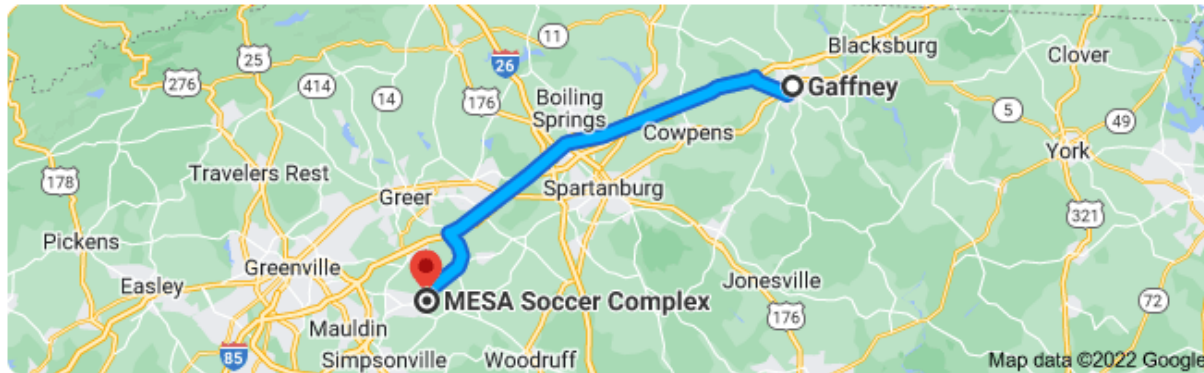 11
Blacksburg
Clover
26
25
276
Gaffney
414
14
176
Boiling
Springs
5
49
Cowpens
York
Travelers Rest
178
Greer
Spartanburg
321
Pickens
Greenville
Jonesville
Easley
MESA Soccer Complex
72
Mauldin
176
85
Simpsonville
Woodruff
Map data ©2022 Google